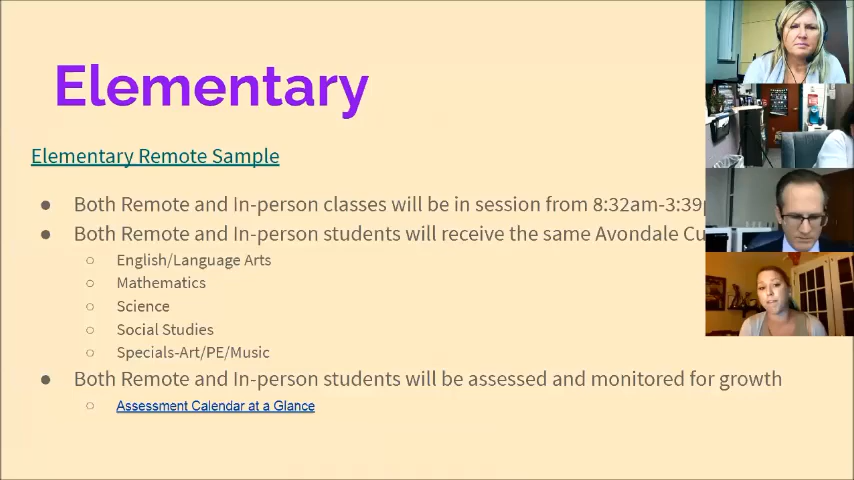 Elementary
Elementary Remote Sample
● Both Remote and In-person classes will be in session from 8:32am-3:39
● Both Remote and In-person students will receive the same Avondale Cu
○ English/Language Arts
○ Mathematics
○ Science
○ Social Studies
○ Specials-Art/PE/Music
● Both Remote and In-person students will be assessed and monitored for growth
○ Assessment Calendar at a Glance